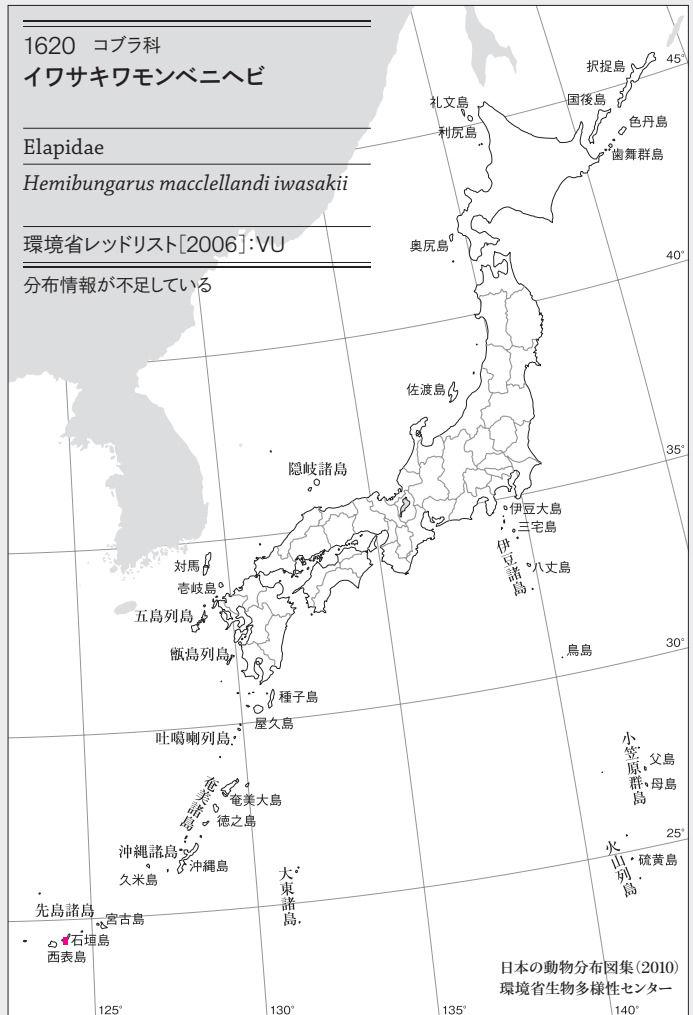 1620 コブラ科
イワサキワモンベニヘビ
Elapidae
Hemibungarus macclellandi iwasakii
環境省レッドリスト[2006]:VU
分布情報が不足している
択捉島
45°
国後島
礼文島
色丹島
利尻島
歯舞群島
奥尻島
40°
佐渡島
35°
隠岐諸島
伊豆大島
三宅島
伊豆諸島
八丈島
対馬
壱岐島
五島列島
甑島列島
鳥島
30°
種子島
屋久島
吐噶喇列島
小笠原群島
父島
母島
奄美諸島
奄美大島
徳之島
25°
沖縄諸島
沖縄島
久米島
火山列島
硫黄島
大東諸島
先島諸島
宮古島
石垣島
西表島
日本の動物分布図集(2010)
環境省生物多様性センター
125°
130°
135°
140°